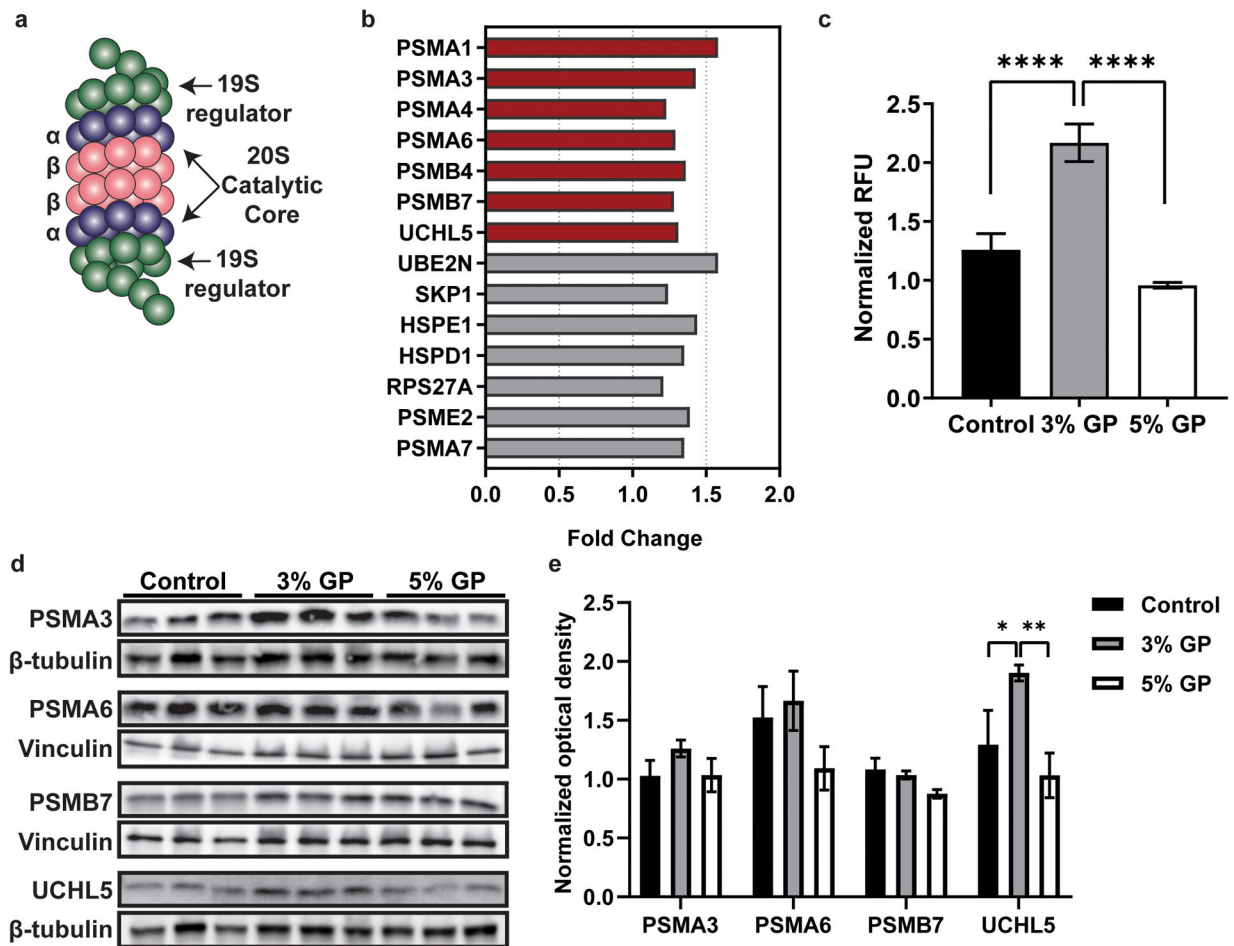 a
19S
regulator
α
β
β
α
20S
Catalytic
Core
19S
regulator
b
PSMA1
PSMA3
PSMA4
PSMA6
PSMB4
PSMB7
UCHL5
UBE2N
SKP1
HSPE1
HSPD1
RPS27A
PSME2
PSMA7
0.0 0.5 1.0 1.5 2.0
Fold Change
c
**** ****
Normalized RFU
2.5
2.0
1.5
1.0
0.5
0.0
Control 3% GP 5% GP
d
Control 3% GP 5% GP
PSMA3
β-tubulin
PSMA6
Vinculin
PSMB7
Vinculin
UCHL5
β-tubulin
e
Normalized optical density
2.5
2.0
1.5
1.0
0.5
0.0
* **
PSMA3 PSMA6 PSMB7 UCHL5
Control
3% GP
5% GP